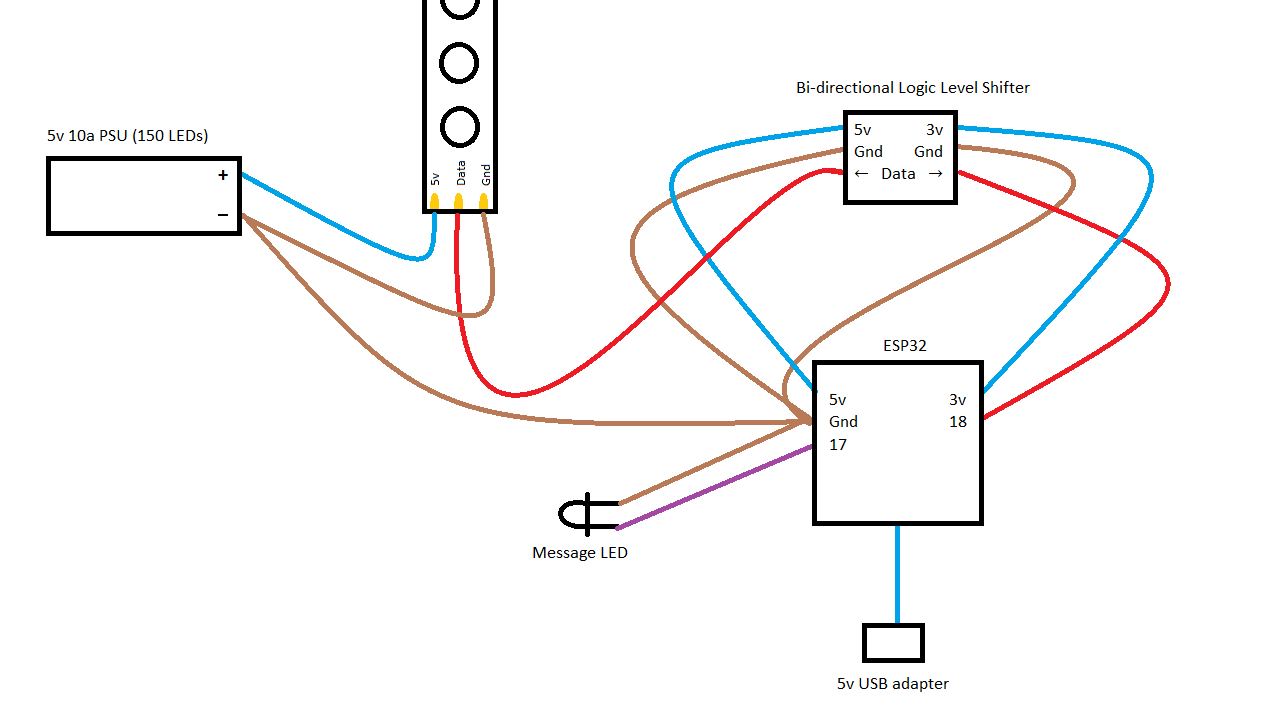 Bi-directional Logic Level Shifter
5v 3v
Gnd Gnd
← Data →
5v 10a PSU (150 LEDs)
+
−
5v Data Gnd
ESP32
5v 3v
Gnd 18
17
Message LED
5v USB adapter